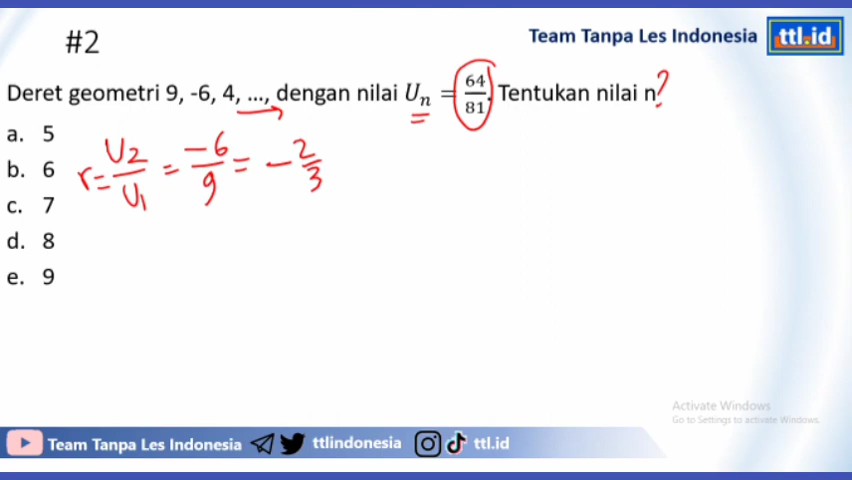 #2
Team Tanpa Les Indonesia ttl.id
Deret geometri 9, -6, 4, ..., dengan nilai Uₙ = 64/81. Tentukan nilai n?
a. 5
b. 6
c. 7
d. 8
e. 9
r = U2/U1 = -6/9 = -2/3
Activate Windows
Go to Settings to activate Windows.
Team Tanpa Les Indonesia ttlindonesia ttl.id